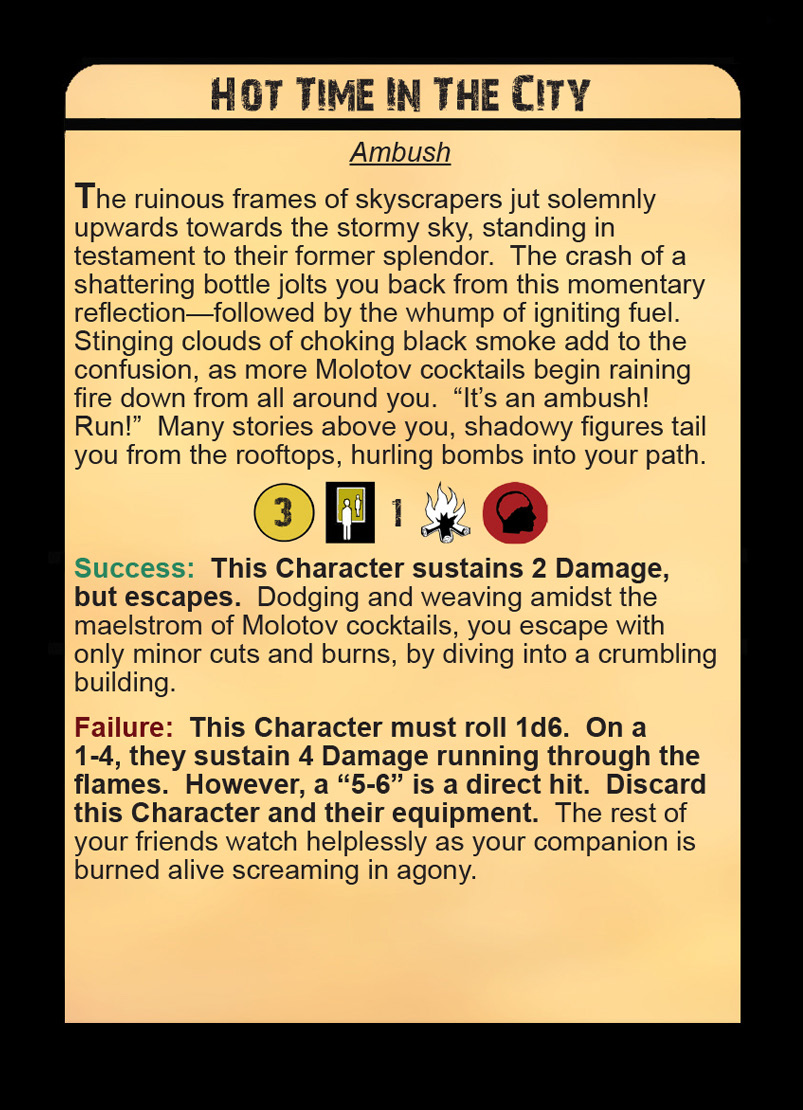 Hot Time In The City
Ambush
The ruinous frames of skyscrapers jut solemnly
upwards towards the stormy sky, standing in
testament to their former splendor.  The crash of a
shattering bottle jolts you back from this momentary
reflection—followed by the whump of igniting fuel.
Stinging clouds of choking black smoke add to the
confusion, as more Molotov cocktails begin raining
fire down from all around you.  “It’s an ambush!
Run!”  Many stories above you, shadowy figures tail
you from the rooftops, hurling bombs into your path.
3 1
Success:  This Character sustains 2 Damage,
but escapes.  Dodging and weaving amidst the
maelstrom of Molotov cocktails, you escape with
only minor cuts and burns, by diving into a crumbling
building.
Failure:  This Character must roll 1d6.  On a
1-4, they sustain 4 Damage running through the
flames.  However, a “5-6” is a direct hit.  Discard
this Character and their equipment.  The rest of
your friends watch helplessly as your companion is
burned alive screaming in agony.